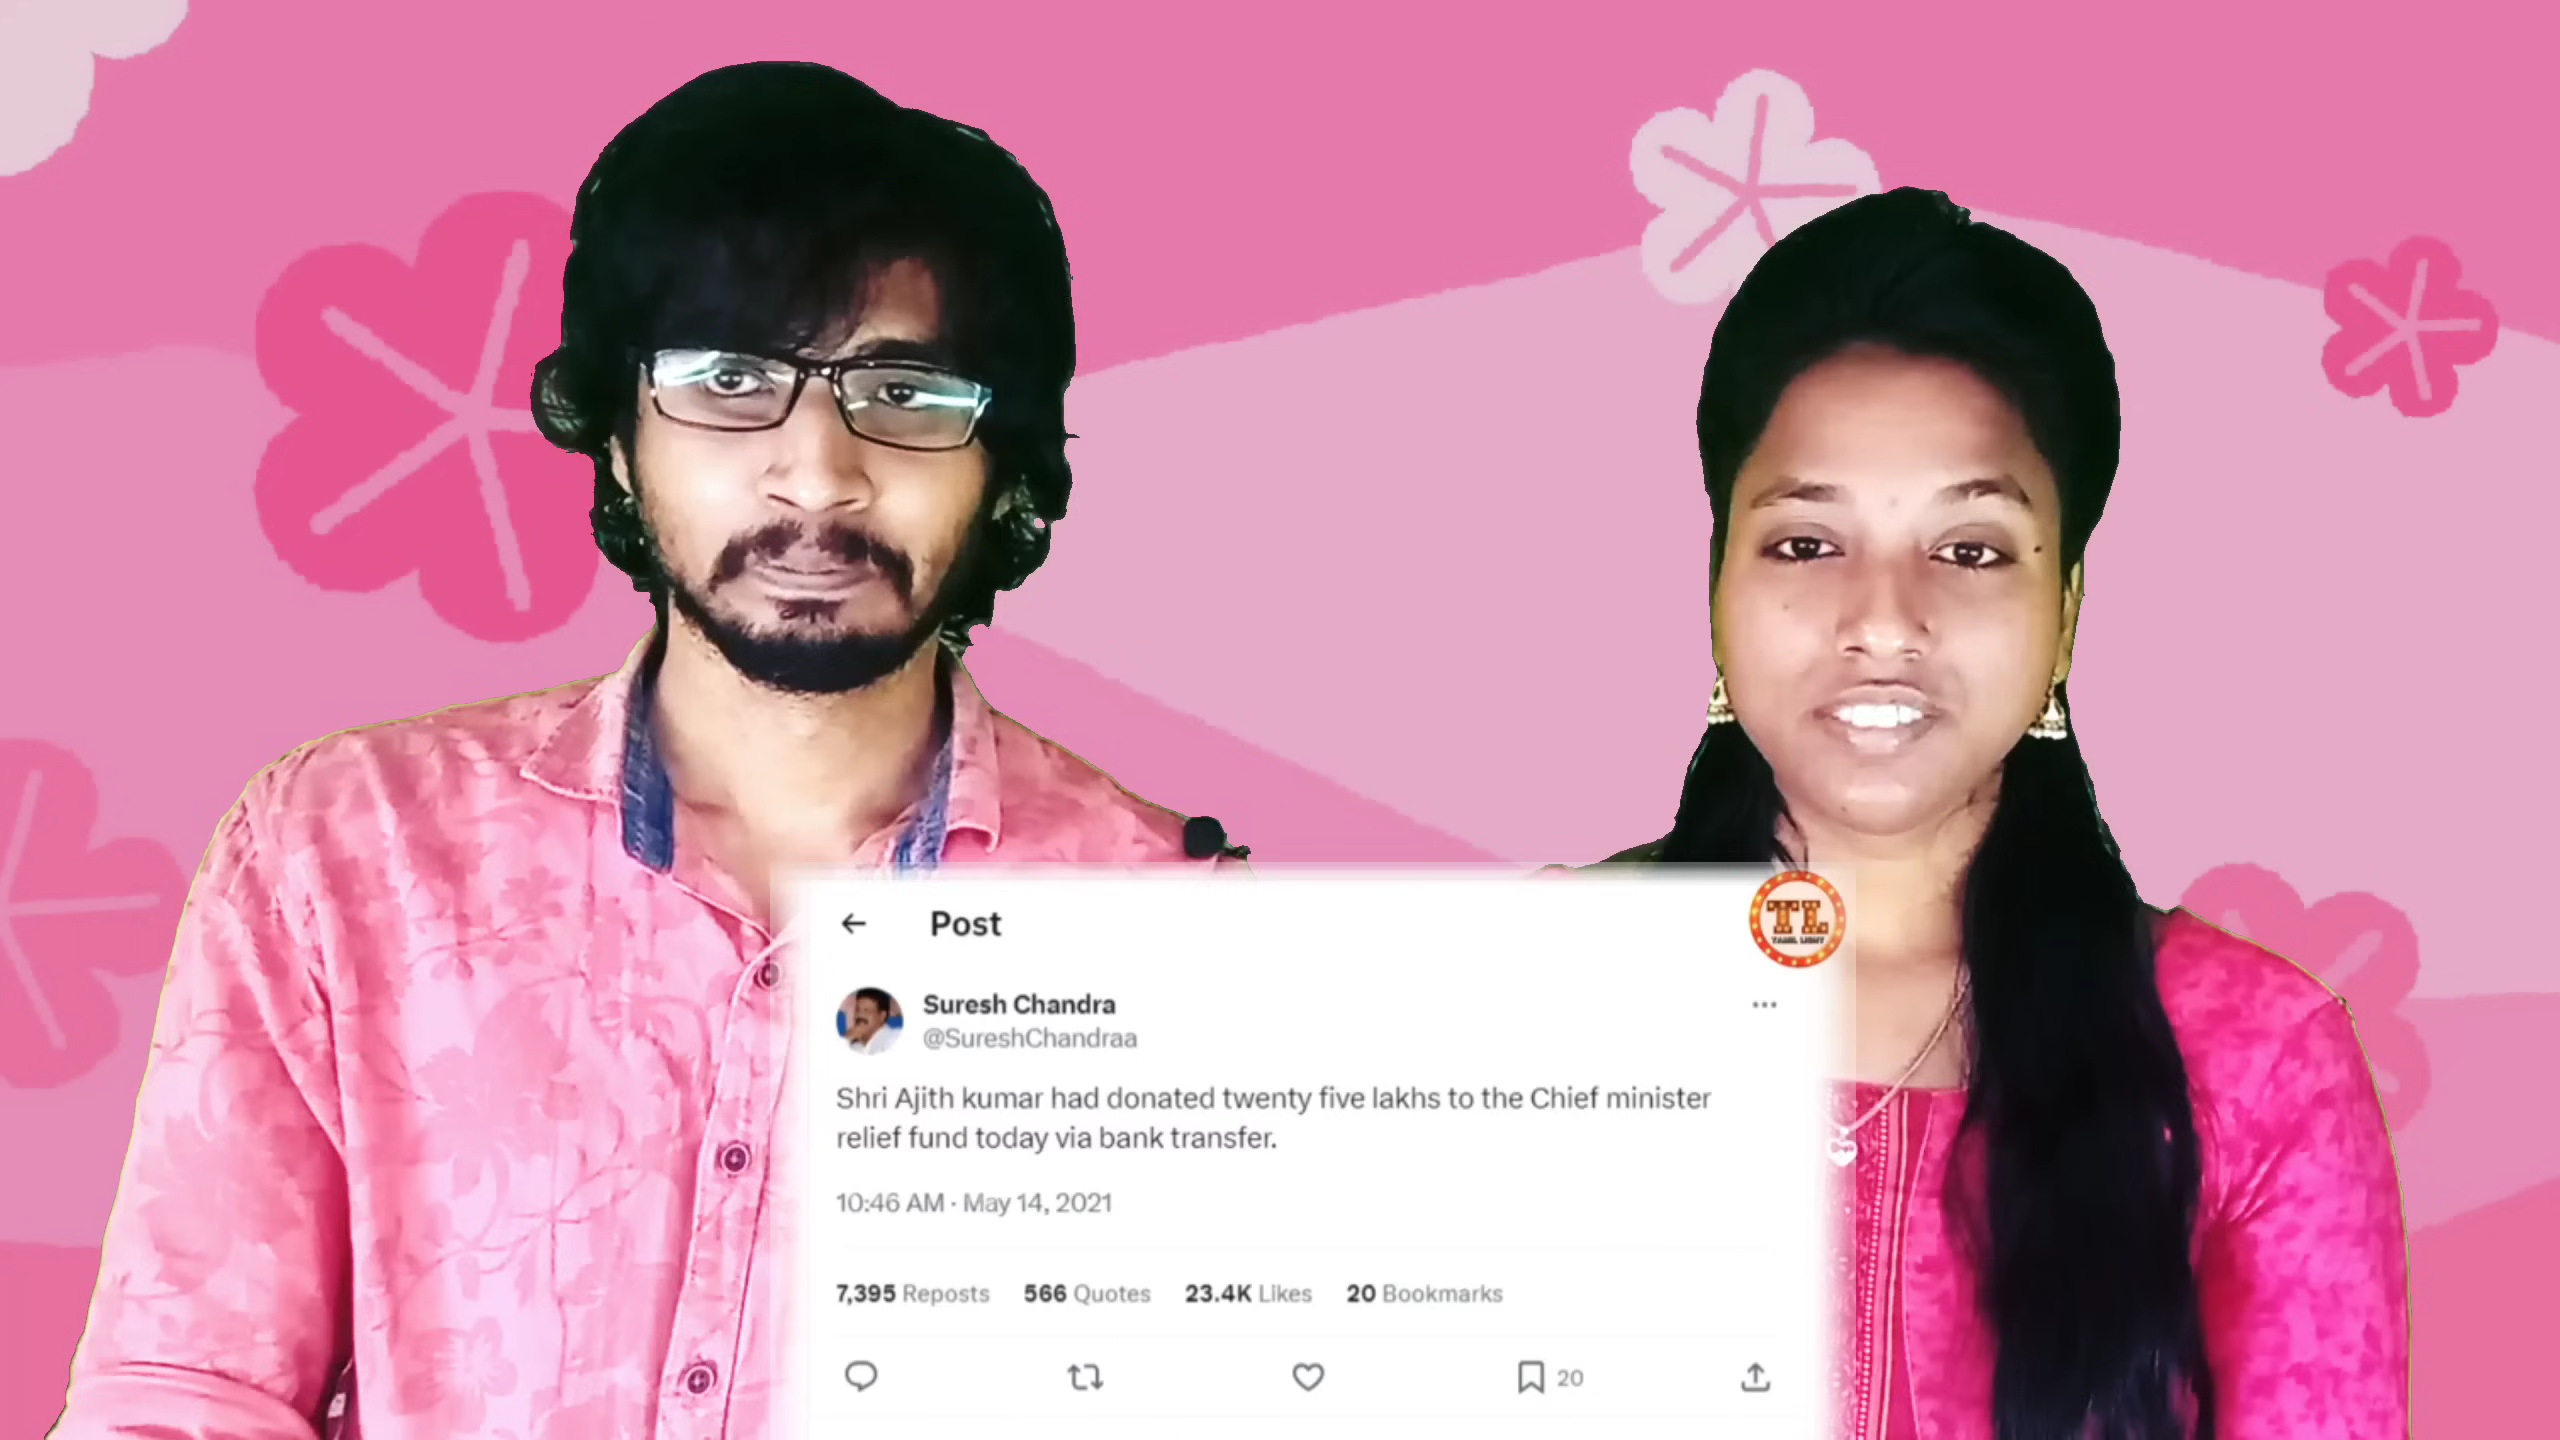 Post
TL
TAMIL LIGHT
Suresh Chandra
@SureshChandraa
Shri Ajith kumar had donated twenty five lakhs to the Chief minister
relief fund today via bank transfer.
10:46 AM · May 14, 2021
7,395 Reposts 566 Quotes 23.4K Likes 20 Bookmarks
20